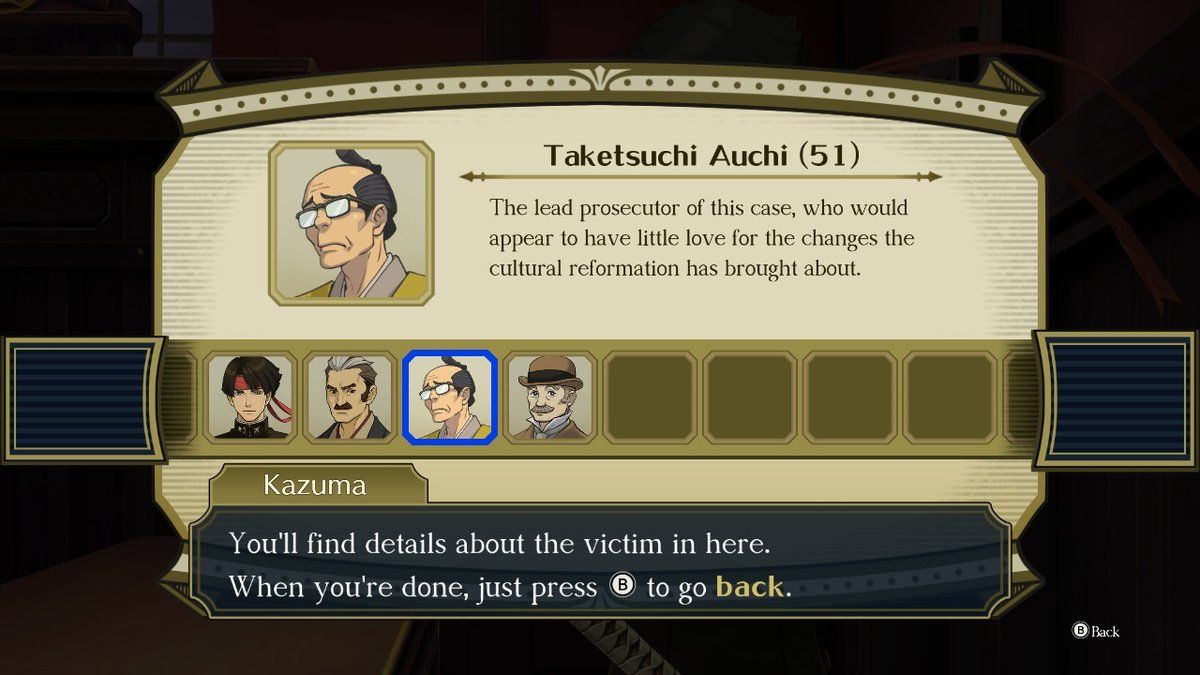 Taketsuchi Auchi (51)
The lead prosecutor of this case, who would
appear to have little love for the changes the
cultural reformation has brought about.
Kazuma
You'll find details about the victim in here.
When you're done, just press B to go back.
B Back